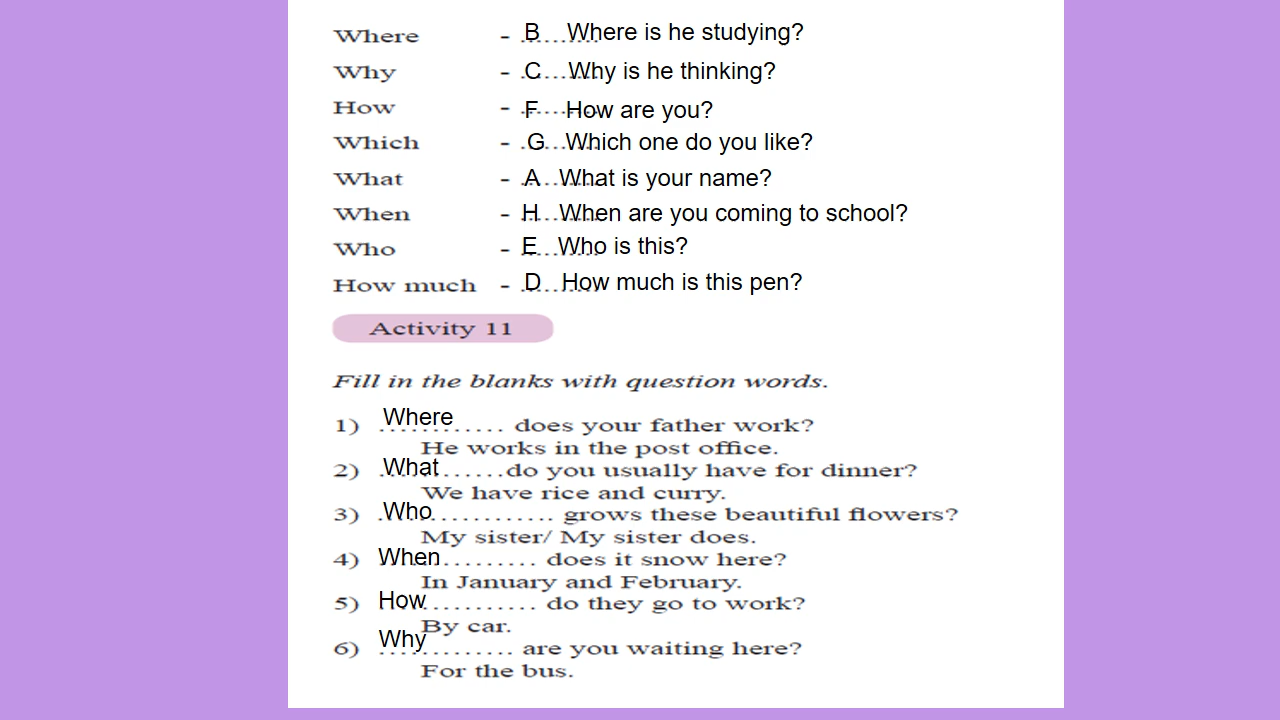 Where - .......... B Where is he studying?
Why - .......... C Why is he thinking?
How - .......... F How are you?
Which - .......... G Which one do you like?
What - .......... A What is your name?
When - .......... H When are you coming to school?
Who - .......... E Who is this?
How much - .......... D How much is this pen?
Activity 11
Fill in the blanks with question words.
1) Where ............ does your father work?
He works in the post office.
2) What ............ do you usually have for dinner?
We have rice and curry.
3) Who ................ grows these beautiful flowers?
My sister/ My sister does.
4) When ............... does it snow here?
In January and February.
5) How ............... do they go to work?
By car.
6) Why ............. are you waiting here?
For the bus.